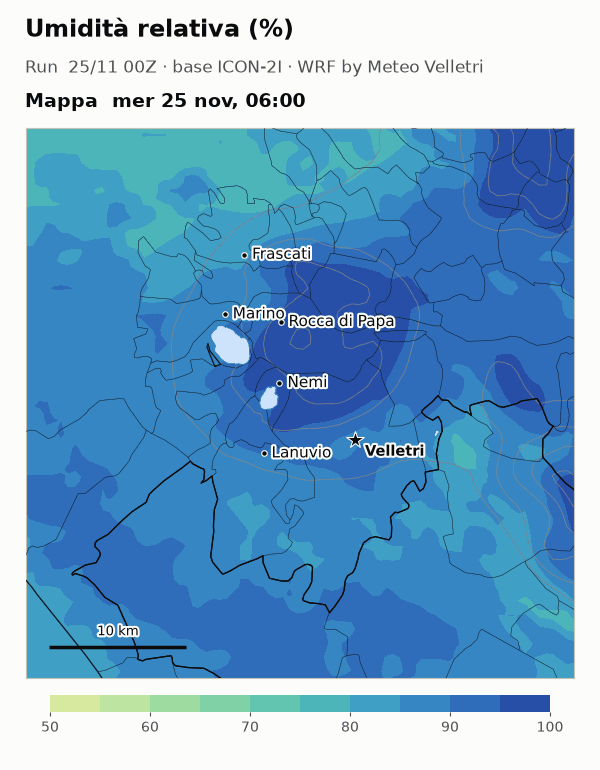 Umidità relativa (%)
Run  25/11 00Z · base ICON-2I · WRF by Meteo Velletri
Mappa  mer 25 nov, 06:00
Frascati
Marino
Rocca di Papa
Nemi
Velletri
Lanuvio
10 km
50 60 70 80 90 100